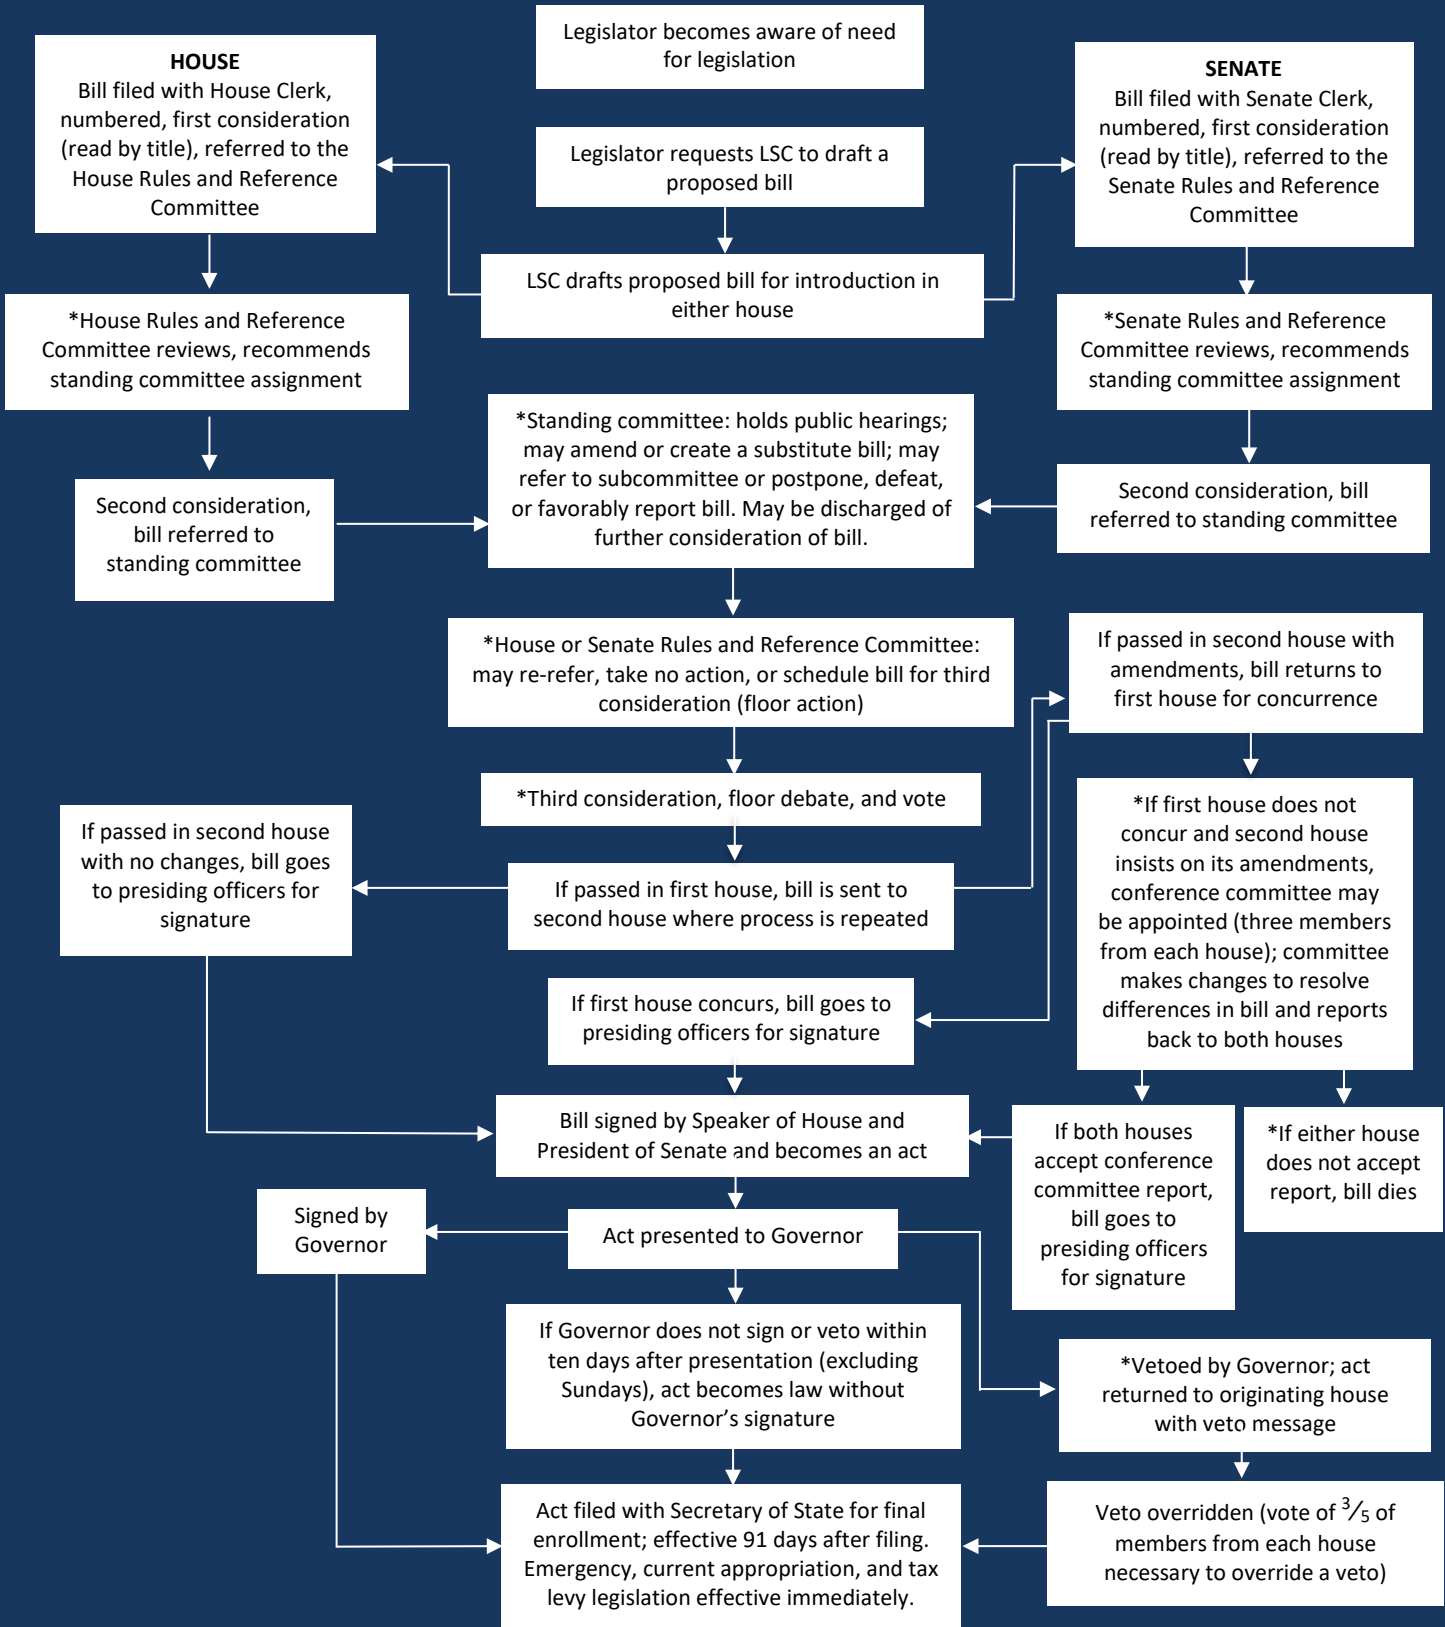 Legislator becomes aware of need
for legislation
HOUSE
Bill filed with House Clerk,
numbered, first consideration
(read by title), referred to the
House Rules and Reference
Committee
SENATE
Bill filed with Senate Clerk,
numbered, first consideration
(read by title), referred to the
Senate Rules and Reference
Committee
Legislator requests LSC to draft a
proposed bill
LSC drafts proposed bill for introduction in
either house
*House Rules and Reference
Committee reviews, recommends
standing committee assignment
*Senate Rules and Reference
Committee reviews, recommends
standing committee assignment
*Standing committee: holds public hearings;
may amend or create a substitute bill; may
refer to subcommittee or postpone, defeat,
or favorably report bill. May be discharged of
further consideration of bill.
Second consideration,
bill referred to
standing committee
Second consideration, bill
referred to standing committee
*House or Senate Rules and Reference Committee:
may re-refer, take no action, or schedule bill for third
consideration (floor action)
If passed in second house with
amendments, bill returns to
first house for concurrence
*Third consideration, floor debate, and vote
If passed in second house
with no changes, bill goes
to presiding officers for
signature
If passed in first house, bill is sent to
second house where process is repeated
*If first house does not
concur and second house
insists on its amendments,
conference committee may
be appointed (three members
from each house); committee
makes changes to resolve
differences in bill and reports
back to both houses
If first house concurs, bill goes to
presiding officers for signature
Bill signed by Speaker of House and
President of Senate and becomes an act
If both houses
accept conference
committee report,
bill goes to
presiding officers
for signature
*If either house
does not accept
report, bill dies
Signed by
Governor
Act presented to Governor
If Governor does not sign or veto within
ten days after presentation (excluding
Sundays), act becomes law without
Governor’s signature
*Vetoed by Governor; act
returned to originating house
with veto message
Act filed with Secretary of State for final
enrollment; effective 91 days after filing.
Emergency, current appropriation, and tax
levy legislation effective immediately.
Veto overridden (vote of 3⁄5 of
members from each house
necessary to override a veto)